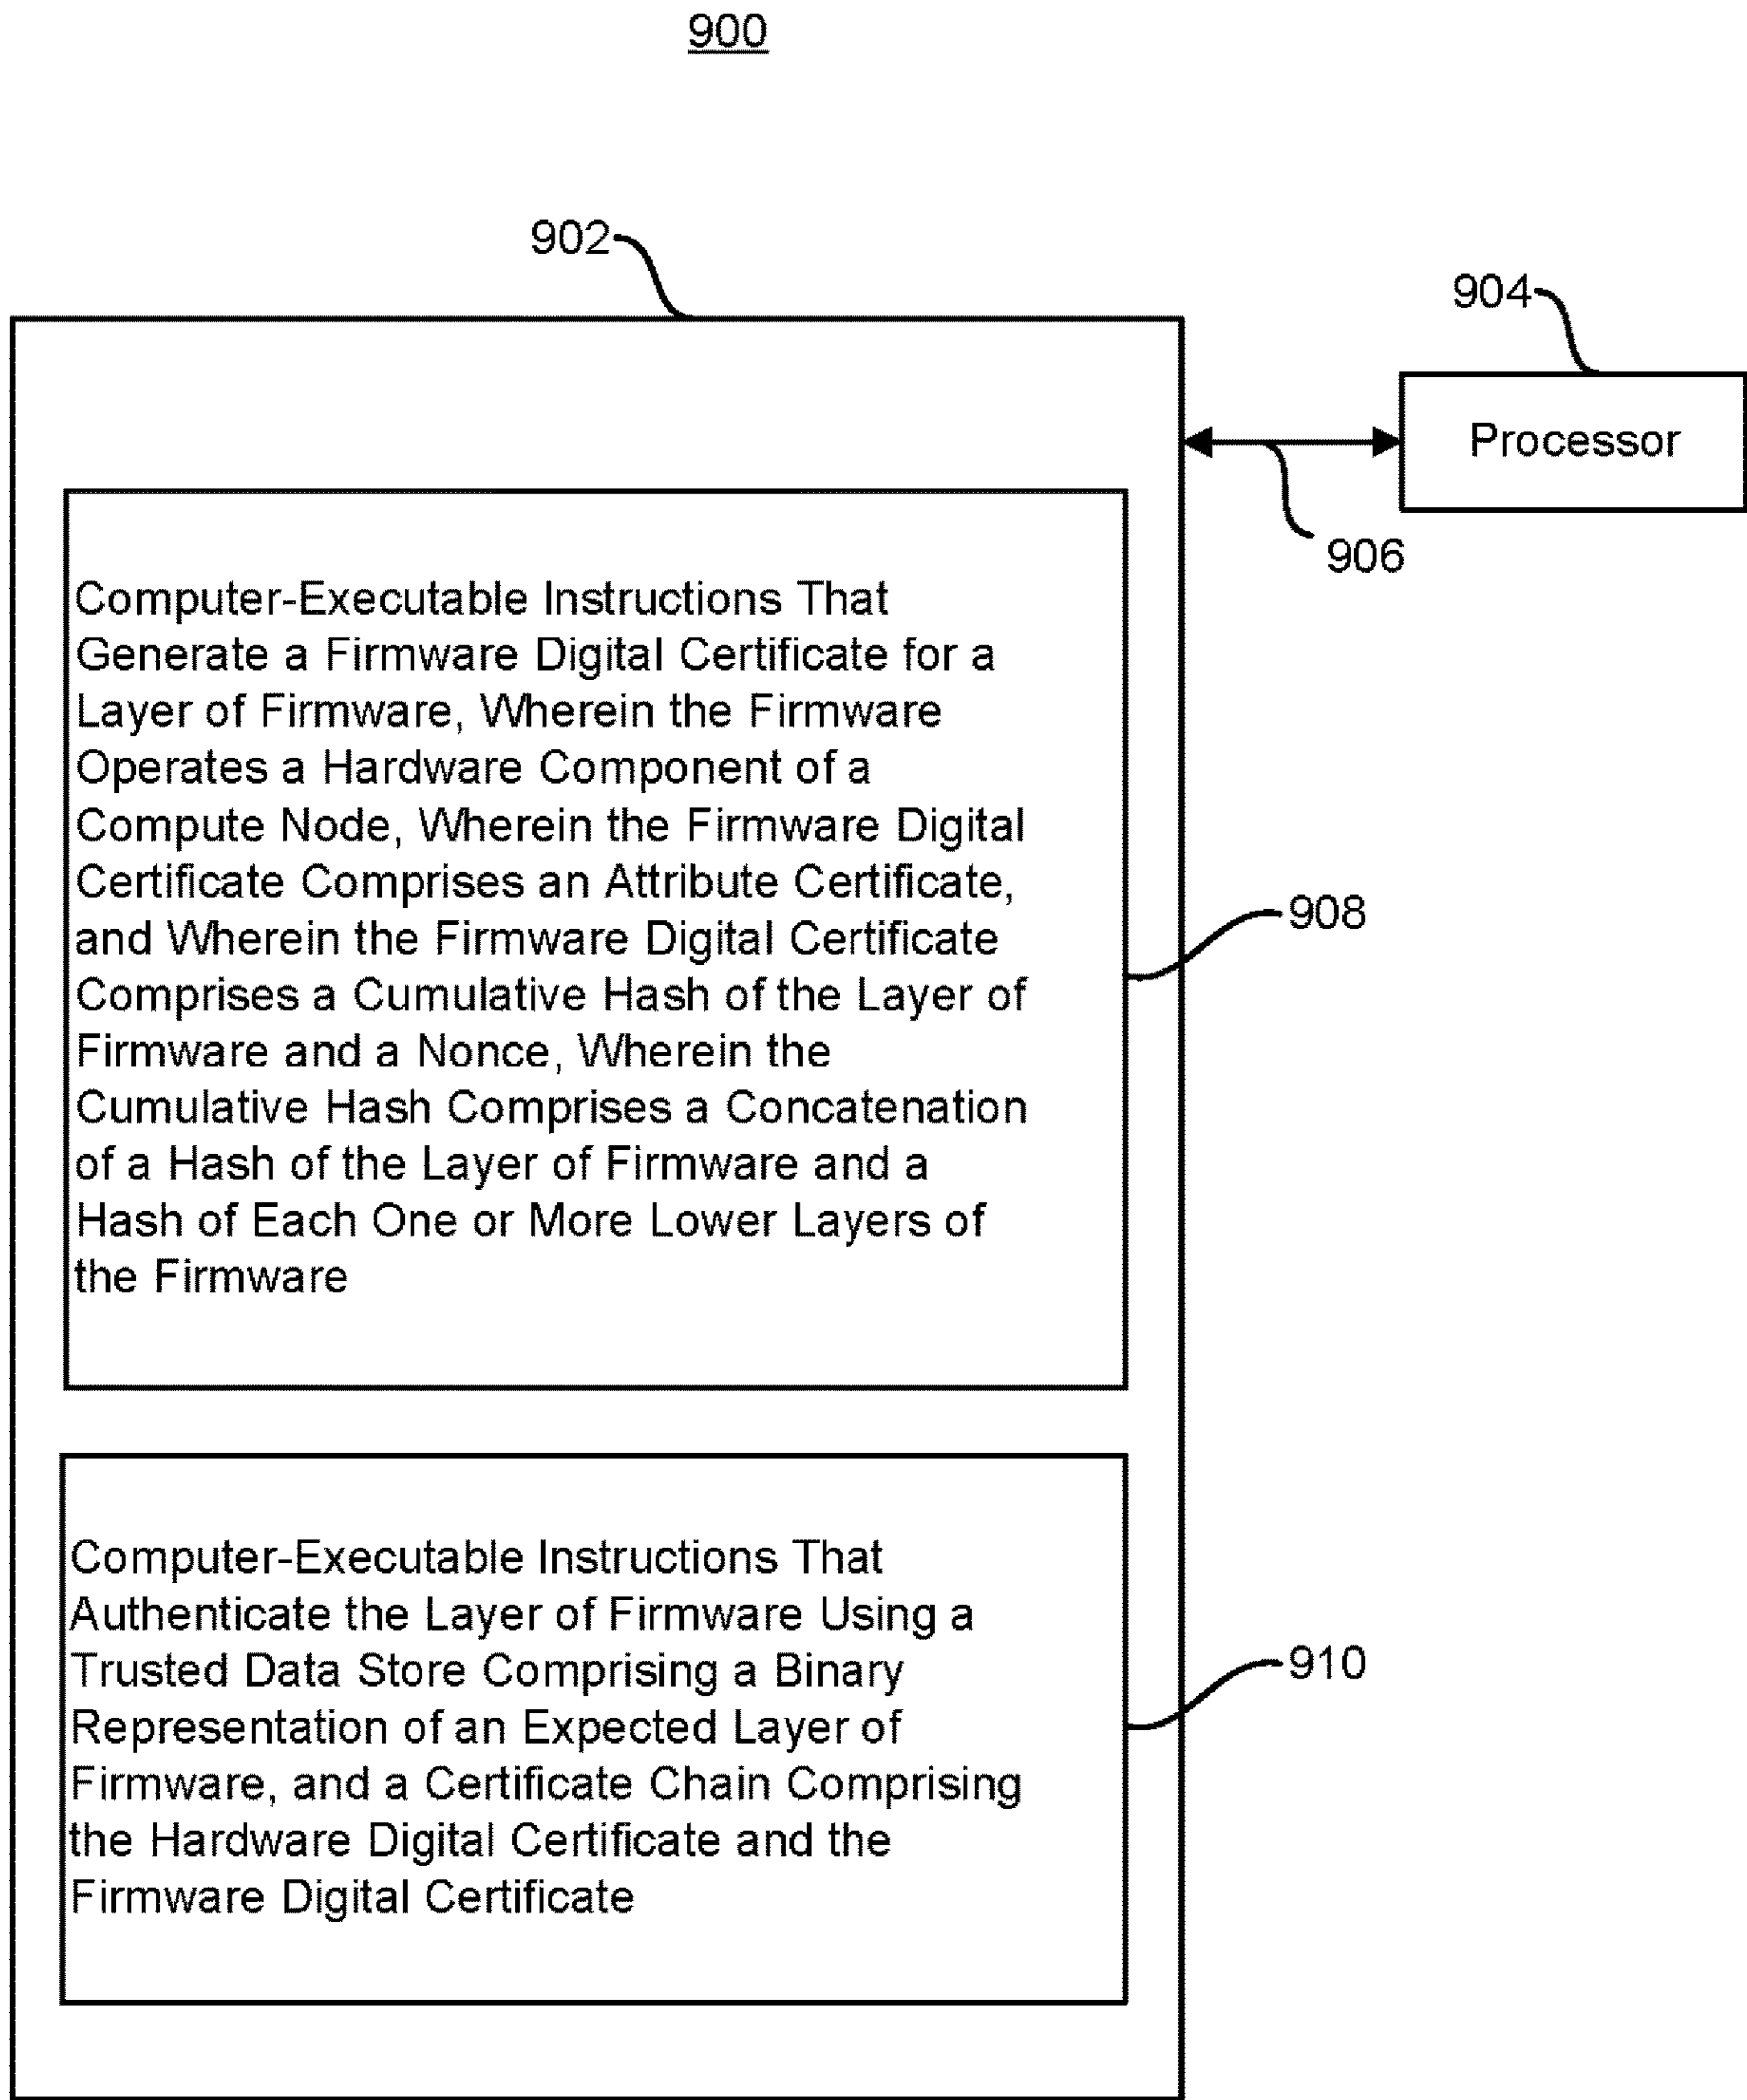 900
902
904
Processor
906
Computer-Executable Instructions That
Generate a Firmware Digital Certificate for a
Layer of Firmware, Wherein the Firmware
Operates a Hardware Component of a
Compute Node, Wherein the Firmware Digital
Certificate Comprises an Attribute Certificate,
and Wherein the Firmware Digital Certificate
Comprises a Cumulative Hash of the Layer of
Firmware and a Nonce, Wherein the
Cumulative Hash Comprises a Concatenation
of a Hash of the Layer of Firmware and a
Hash of Each One or More Lower Layers of
the Firmware
908
Computer-Executable Instructions That
Authenticate the Layer of Firmware Using a
Trusted Data Store Comprising a Binary
Representation of an Expected Layer of
Firmware, and a Certificate Chain Comprising
the Hardware Digital Certificate and the
Firmware Digital Certificate
910